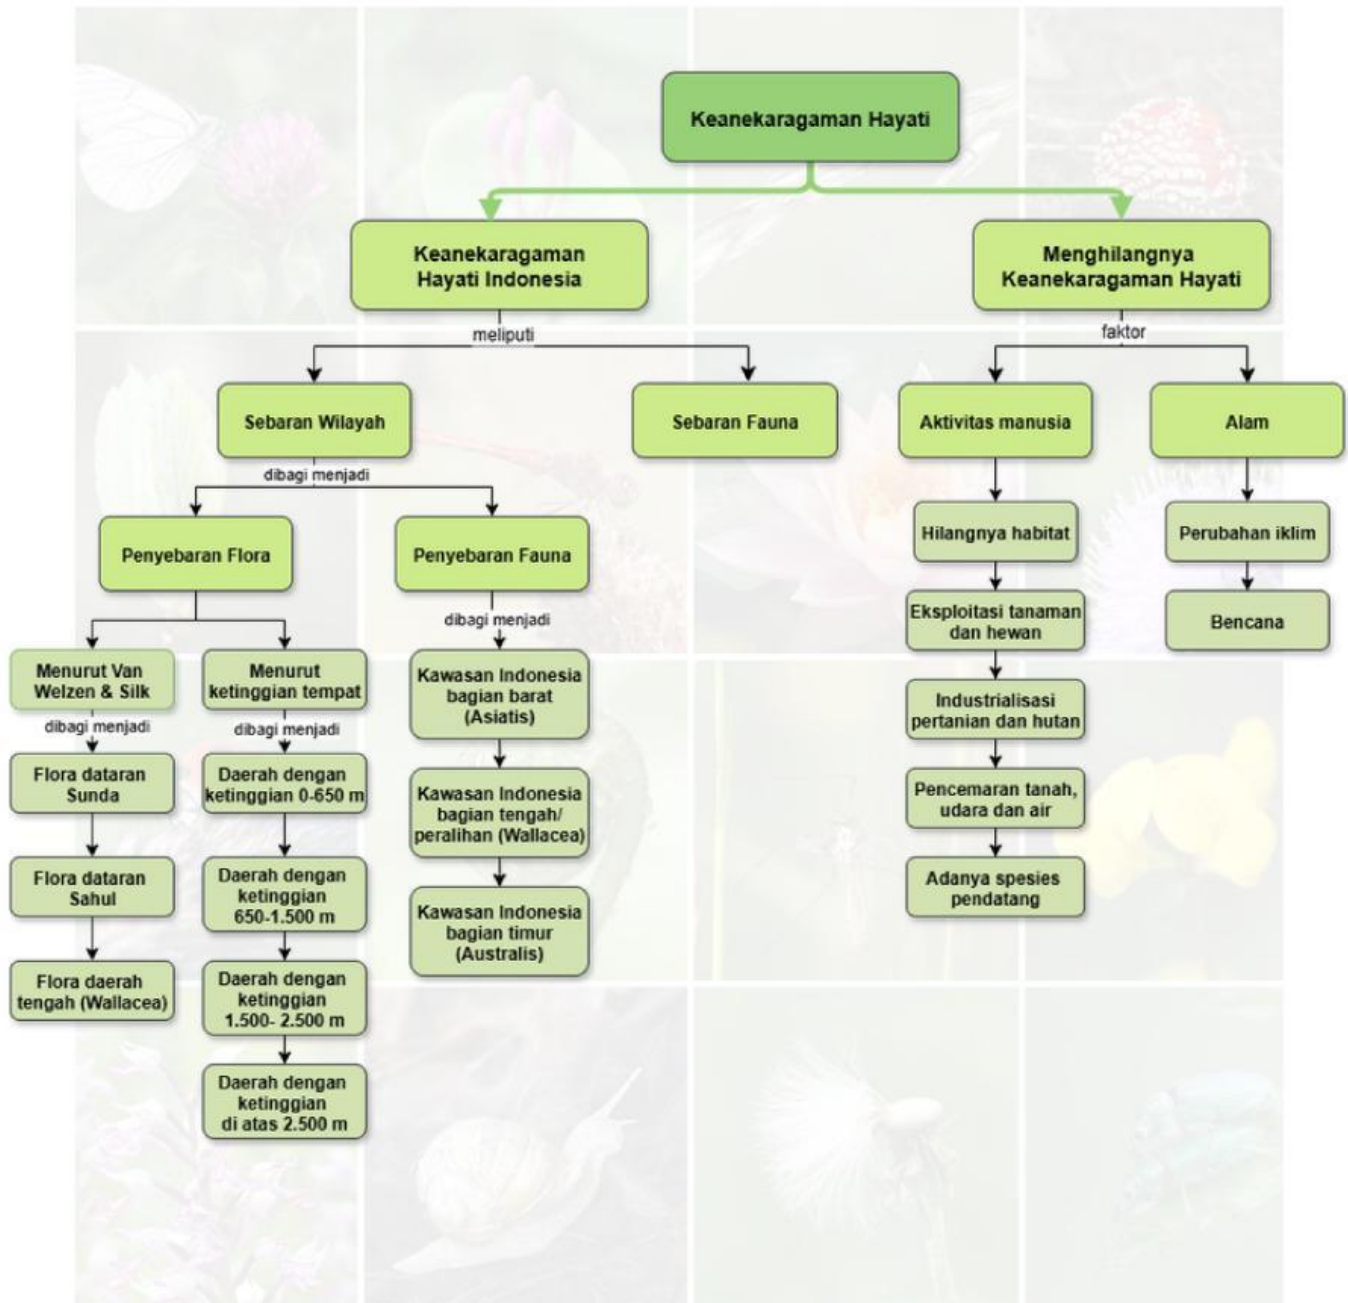 Keanekaragaman Hayati
Keanekaragaman
Hayati Indonesia
Menghilangnya
Keanekaragaman Hayati
meliputi
faktor
Sebaran Wilayah
Sebaran Fauna
Aktivitas manusia
Alam
dibagi menjadi
Penyebaran Flora
Penyebaran Fauna
Hilangnya habitat
Perubahan iklim
dibagi menjadi
Eksploitasi tanaman
dan hewan
Bencana
Menurut Van
Welzen & Silk
Menurut
ketinggian tempat
Kawasan Indonesia
bagian barat
(Asiatis)
Industrialisasi
pertanian dan hutan
dibagi menjadi
dibagi menjadi
Flora dataran
Sunda
Daerah dengan
ketinggian 0-650 m
Kawasan Indonesia
bagian tengah/
peralihan (Wallacea)
Pencemaran tanah,
udara dan air
Flora dataran
Sahul
Daerah dengan
ketinggian
650-1.500 m
Kawasan Indonesia
bagian timur
(Australis)
Adanya spesies
pendatang
Flora daerah
tengah (Wallacea)
Daerah dengan
ketinggian
1.500- 2.500 m
Daerah dengan
ketinggian
di atas 2.500 m